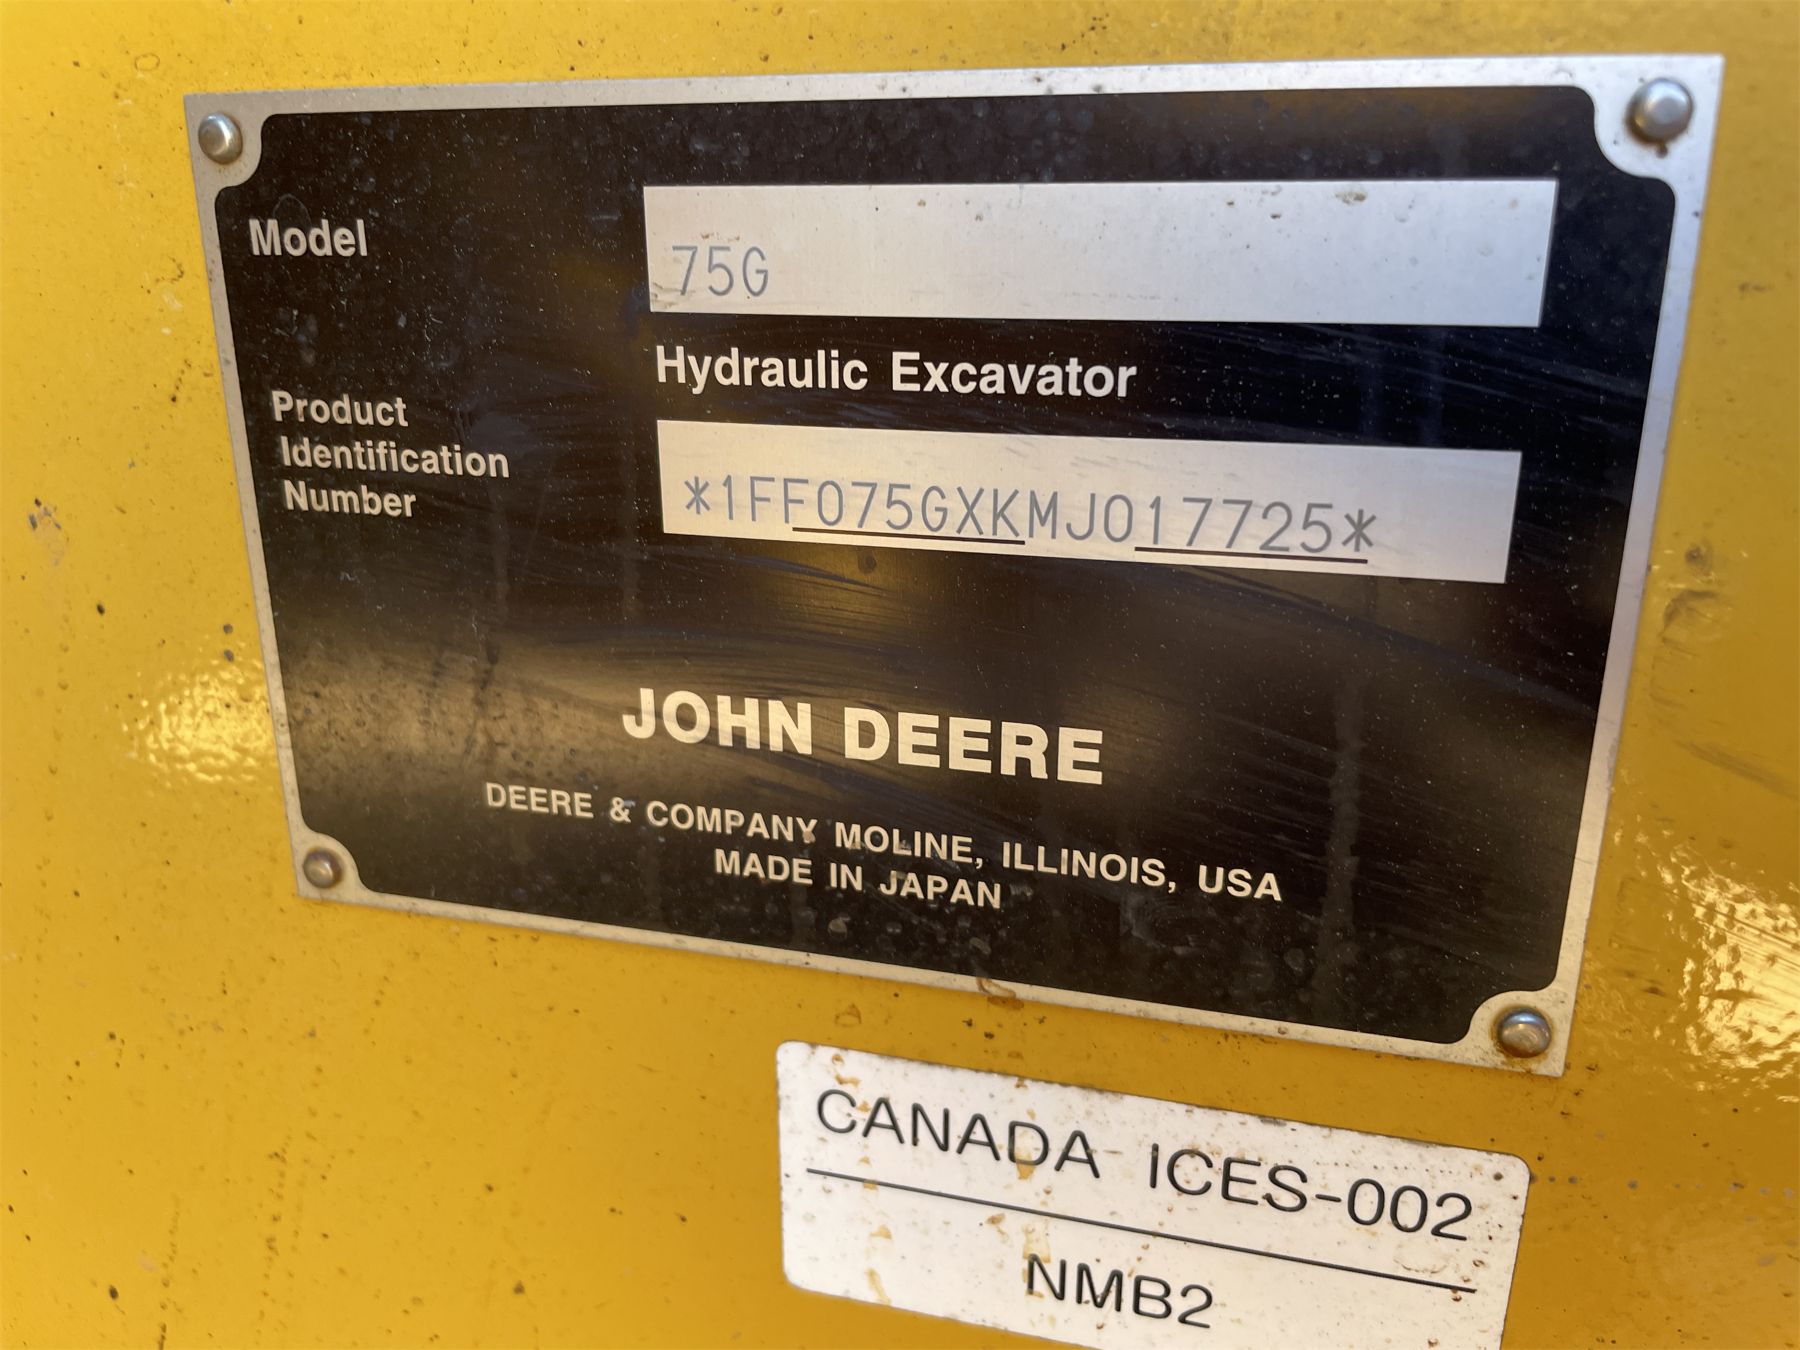 Model
75G
Hydraulic Excavator
Product
Identification
Number
*1FF075GXKMJ017725*
JOHN DEERE
DEERE & COMPANY MOLINE, ILLINOIS, USA
MADE IN JAPAN
CANADA ICES-002
NMB2